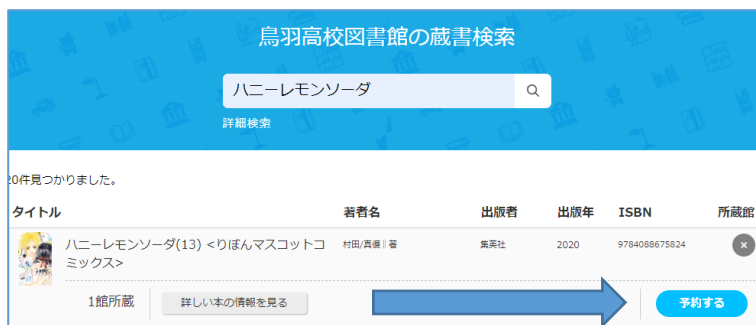 鳥羽高校図書館の蔵書検索
ハニーレモンソーダ
詳細検索
20件見つかりました。
タイトル 著者名 出版者 出版年 ISBN 所蔵館
ハニーレモンソーダ(13) <りぼんマスコットコ 村田/真優∥著 集英社 2020 9784088675824
ミックス>
1館所蔵 詳しい本の情報を見る 予約する